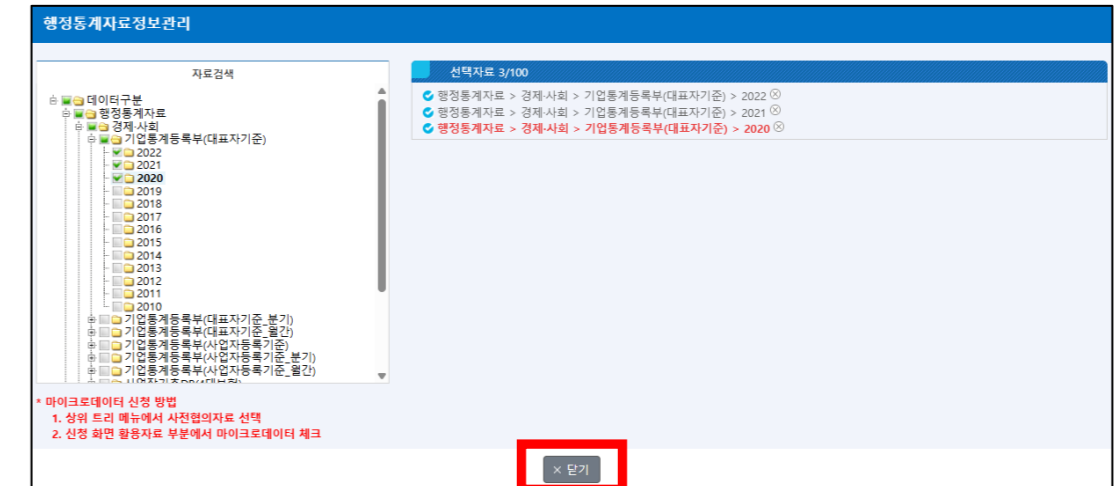 행정통계자료정보관리
자료검색
데이터구분
행정통계자료
경제·사회
기업통계등록부(대표자기준)
2022
2021
2020
2019
2018
2017
2016
2015
2014
2013
2012
2011
2010
기업통계등록부(대표자기준_분기)
기업통계등록부(대표자기준_월간)
기업통계등록부(사업자등록기준)
기업통계등록부(사업자등록기준_분기)
기업통계등록부(사업자등록기준_월간)
* 마이크로데이터 신청 방법
1. 상위 트리 메뉴에서 사전협의자료 선택
2. 신청 화면 활용자료 부분에서 마이크로데이터 체크
선택자료 3/100
행정통계자료 > 경제·사회 > 기업통계등록부(대표자기준) > 2022
행정통계자료 > 경제·사회 > 기업통계등록부(대표자기준) > 2021
행정통계자료 > 경제·사회 > 기업통계등록부(대표자기준) > 2020
× 닫기